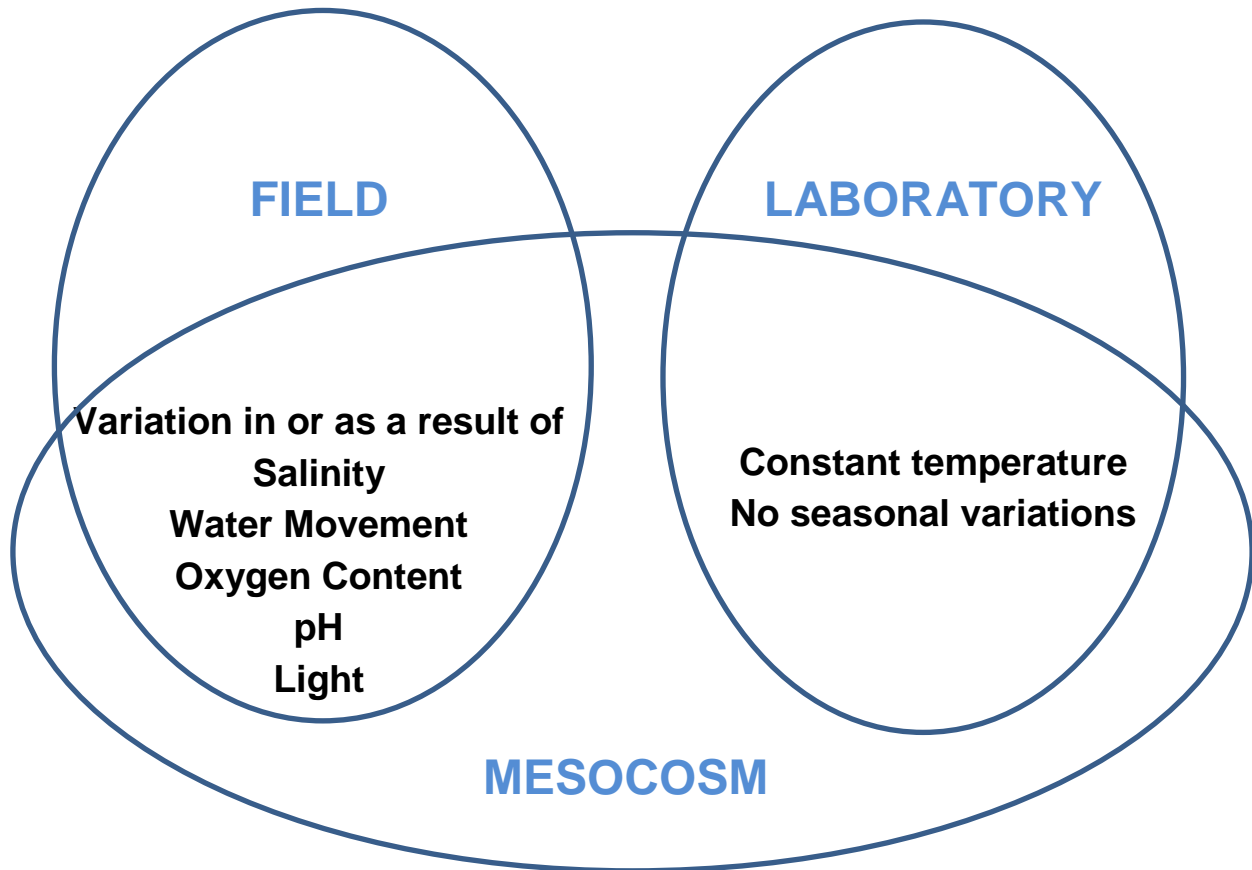 FIELD
LABORATORY
Variation in or as a result of
Salinity
Water Movement
Oxygen Content
pH
Light
Constant temperature
No seasonal variations
MESOCOSM